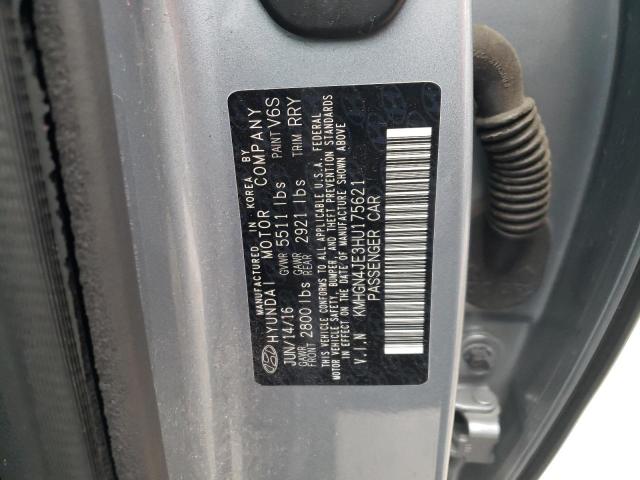 MANUFACTURED IN KOREA BY
HYUNDAI MOTOR COMPANY
JUN/14/16 GVWR 5511 lbs PAINT V6S
GAWR FRONT 2800 lbs GAWR REAR 2921 lbs TRIM RRY
THIS VEHICLE CONFORMS TO ALL APPLICABLE U.S.A. FEDERAL
MOTOR VEHICLE SAFETY, BUMPER, AND THEFT PREVENTION STANDARDS
IN EFFECT ON THE DATE OF MANUFACTURE SHOWN ABOVE
V.I.N KMHGN4JE3HU175621
PASSENGER CAR